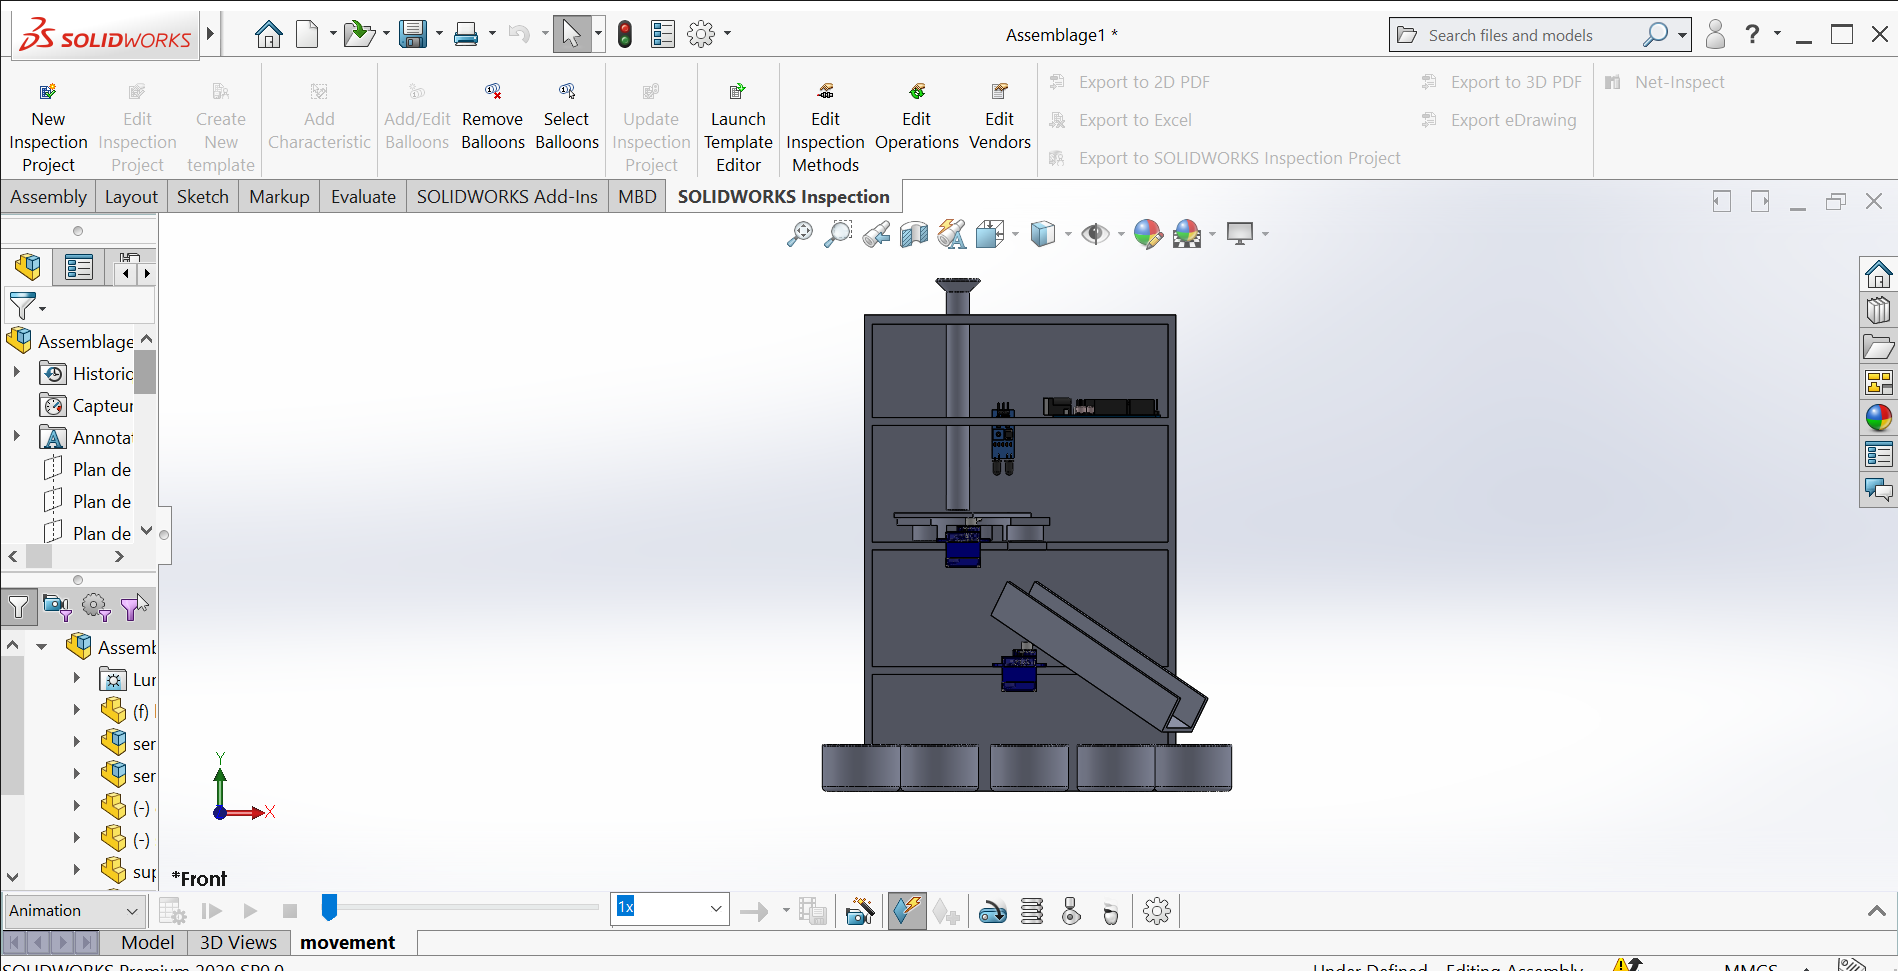 SOLIDWORKS
Assemblage1 *
Search files and models
?
New Inspection Project
Edit Inspection Project
Create New template
Add Characteristic
Add/Edit Balloons
Remove Balloons
Select Balloons
Update Inspection Project
Launch Template Editor
Edit Inspection Methods
Edit Operations
Edit Vendors
Export to 2D PDF
Export to Excel
Export to SOLIDWORKS Inspection Project
Export to 3D PDF
Export eDrawing
Net-Inspect
Assembly
Layout
Sketch
Markup
Evaluate
SOLIDWORKS Add-Ins
MBD
SOLIDWORKS Inspection
Assemblage
Historic
Capteur
Annotat
Plan de
Plan de
Plan de
Assemb
Lur
(f)
ser
ser
(-)
(-)
sup
Y
X
*Front
Animation
1x
Model
3D Views
movement
SOLIDWORKS Premium 2020 SP0.0
Under Defined
Editing Assembly
MMGS